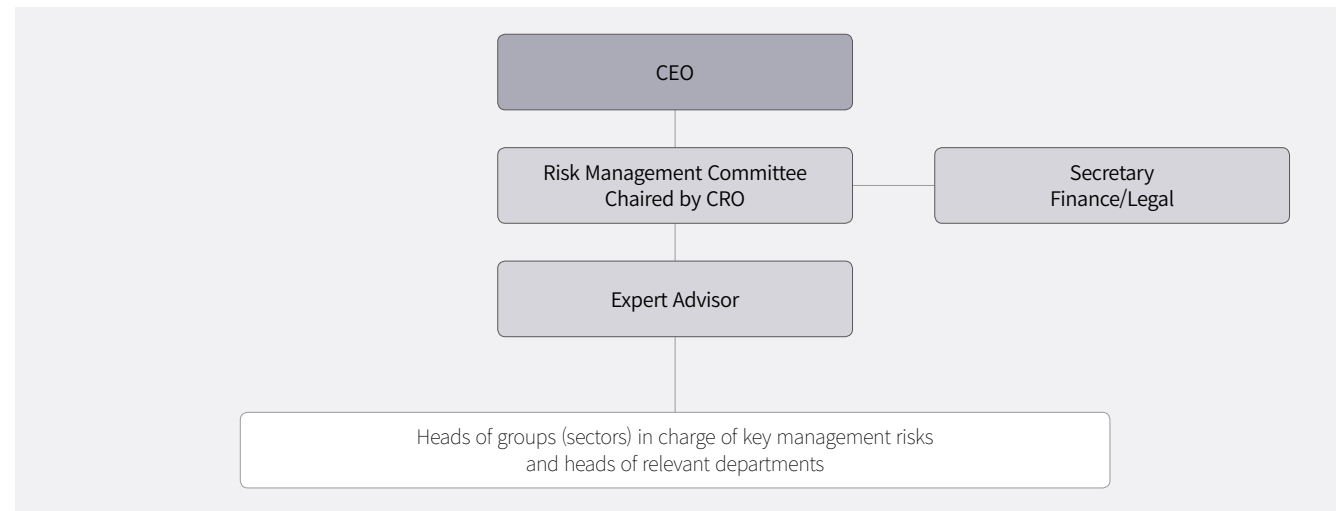 CEO
Risk Management Committee
Chaired by CRO
Secretary
Finance/Legal
Expert Advisor
Heads of groups (sectors) in charge of key management risks
and heads of relevant departments